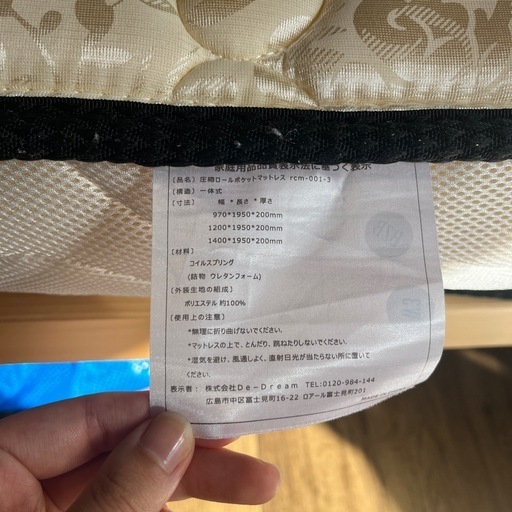 家庭用品品質表示法に基づく表示
(品名) 圧縮ロールポケットマットレス rcm-001-3
(構造) 一体式
(寸法) 幅 * 長さ * 厚さ
970*1950*200mm
1200*1950*200mm
1400*1950*200mm
(材料)
コイルスプリング
(詰物 ウレタンフォーム)
(外装生地の組成)
ポリエステル 約100%
(使用上の注意)
*無理に折り曲げないでください。
*マットレスの上で、とんだり、跳ねたりしないでください。
*湿気を避け、風通しよく、直射日光が当たらない所に置いて
ください。
表示者: 株式会社De-Dream TEL:0120-984-144
広島市中区富士見町16-22 ロアール富士見町201
MADE